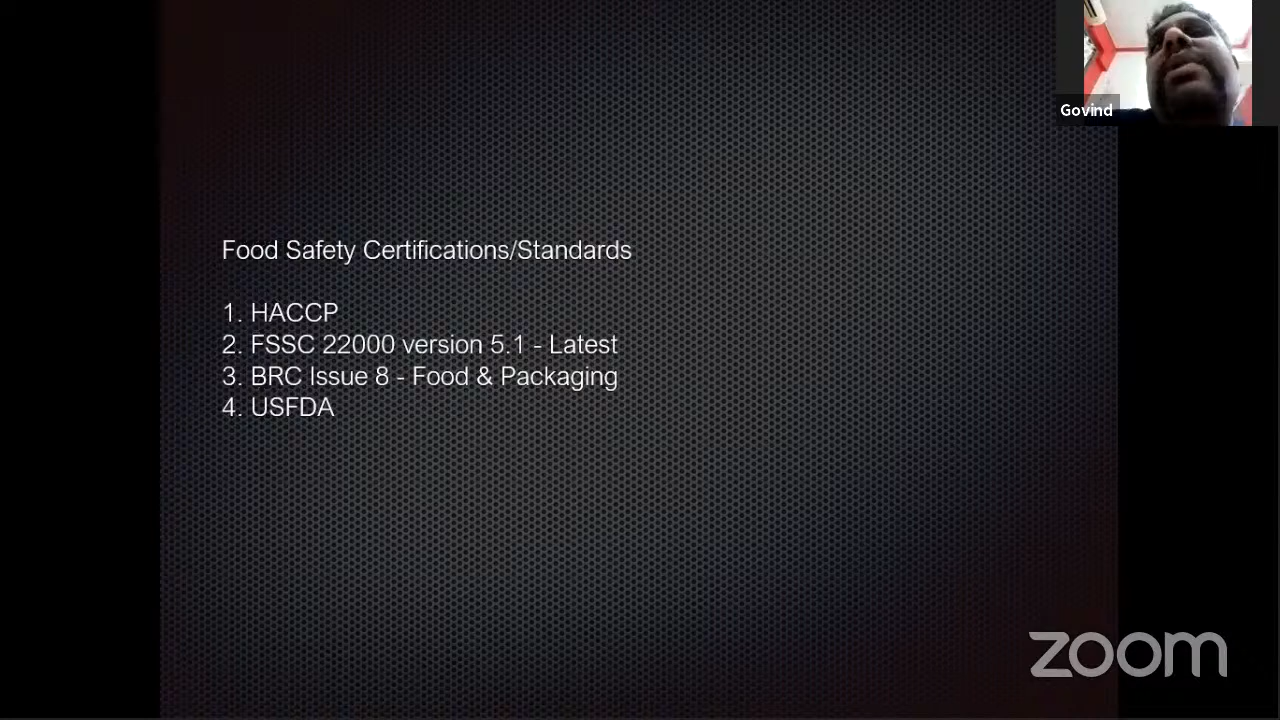 Govind
Food Safety Certifications/Standards
1. HACCP
2. FSSC 22000 version 5.1 - Latest
3. BRC Issue 8 - Food & Packaging
4. USFDA
zoom